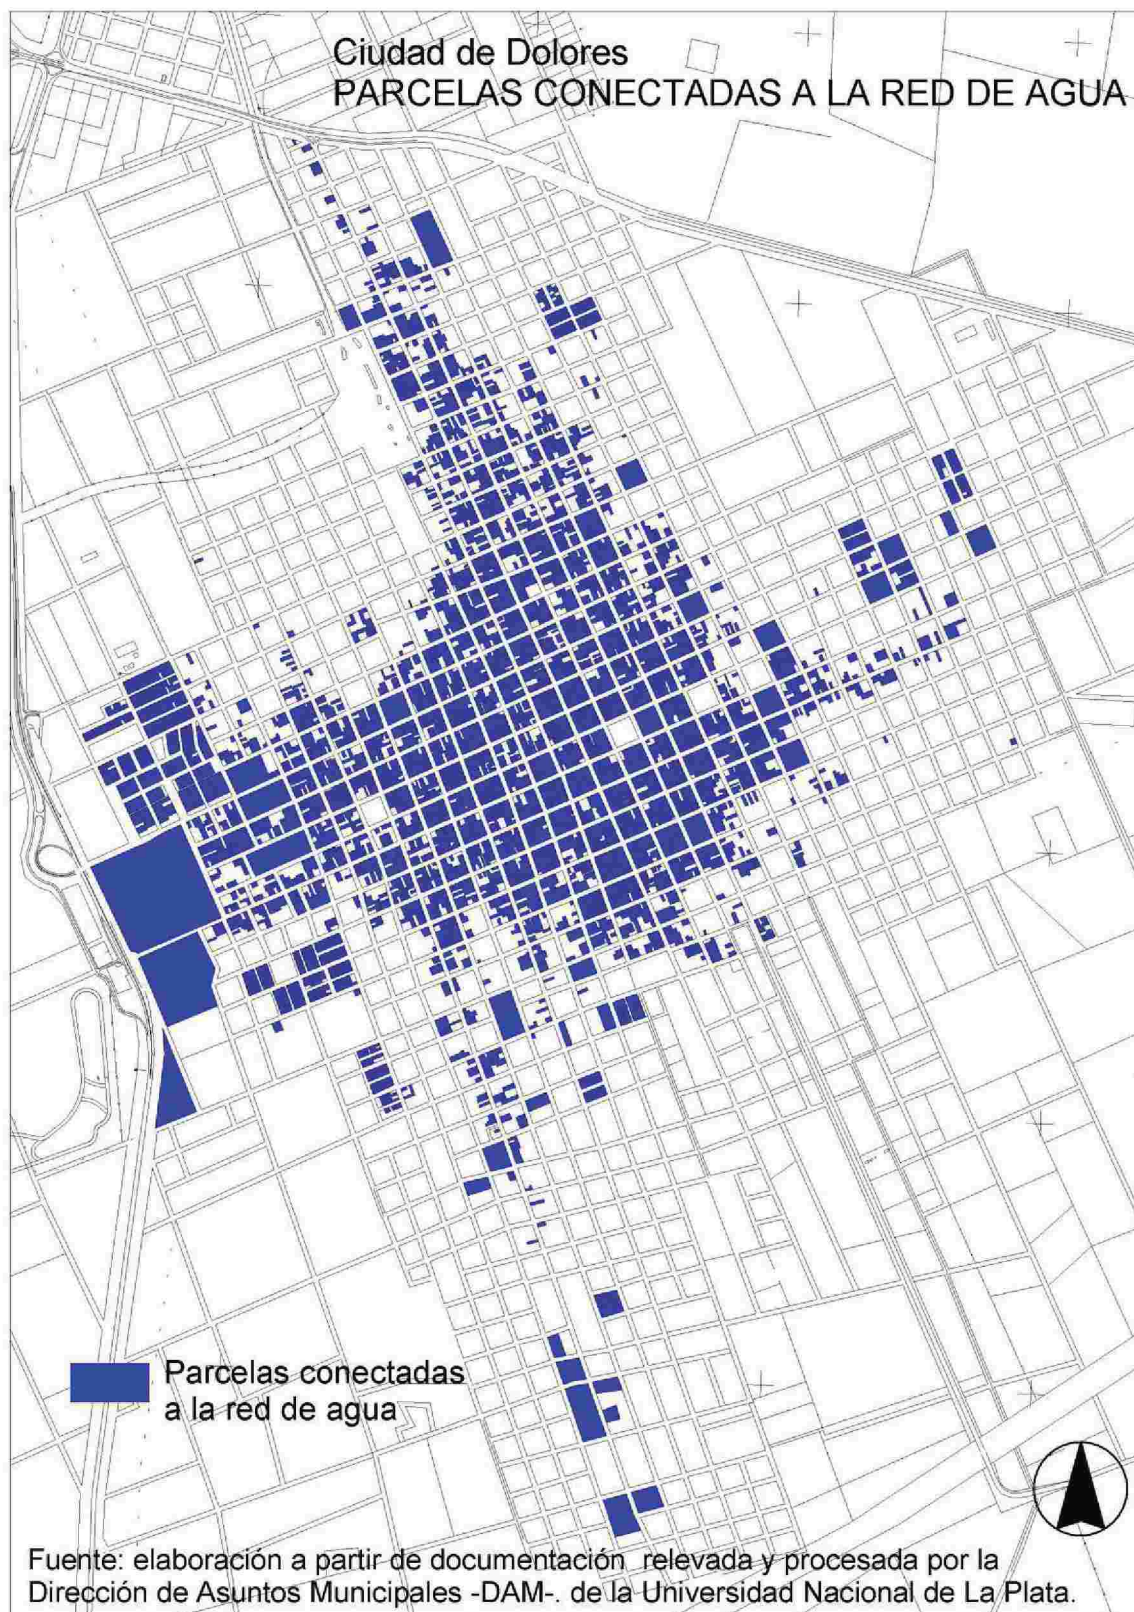 Ciudad de Dolores
PARCELAS CONECTADAS A LA RED DE AGUA
Parcelas conectadas
a la red de agua
Fuente: elaboración a partir de documentación relevada y procesada por la
Dirección de Asuntos Municipales -DAM-. de la Universidad Nacional de La Plata.